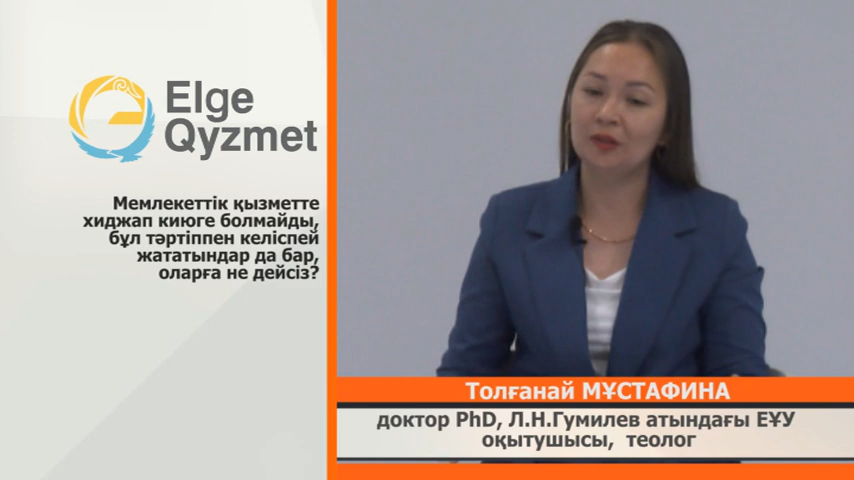 Elge
Qyzmet
Мемлекеттік қызметте
хиджап киюге болмайды,
бұл тәртіппен келіспей
жататындар да бар,
оларға не дейсіз?
Толғанай МҰСТАФИНА
доктор PhD, Л.Н.Гумилев атындағы ЕҰУ
оқытушысы, теолог